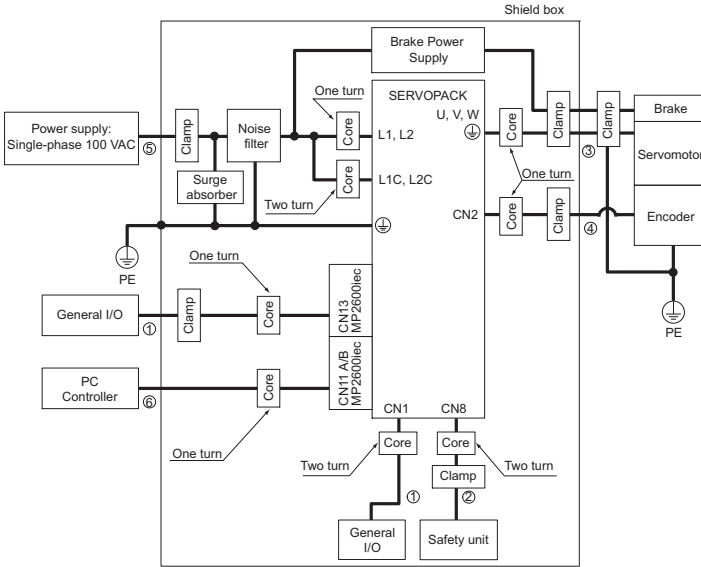 Shield box
Brake Power
Supply
SERVOPACK
U, V, W
One turn
Core
L1, L2
Power supply:
Single-phase 100 VAC
⑤
Clamp
Noise
filter
Surge
absorber
Core
L1C, L2C
Two turn
Core
Clamp
Clamp
③
Brake
Servomotor
Encoder
One turn
CN2
Core
Clamp
④
PE
PE
One turn
General I/O
①
Clamp
Core
CN13
MP2600iec
PC
Controller
⑥
Core
CN11 A/B
MP2600iec
One turn
CN1
CN8
Two turn
Core
Core
Two turn
Clamp
①
②
General
I/O
Safety unit